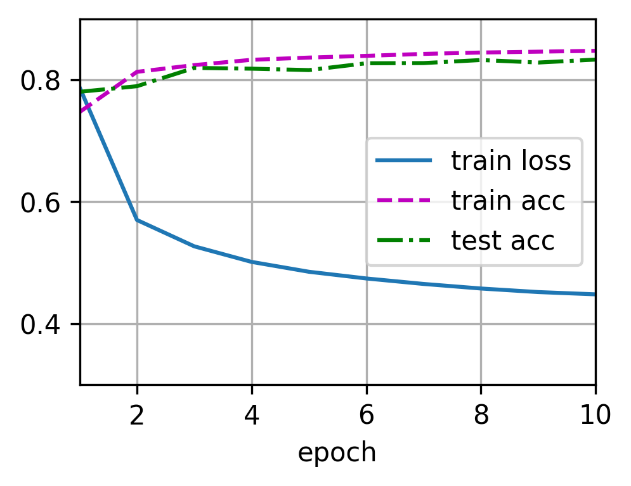 0.8
0.6
0.4
train loss
train acc
test acc
2 4 6 8 10
epoch